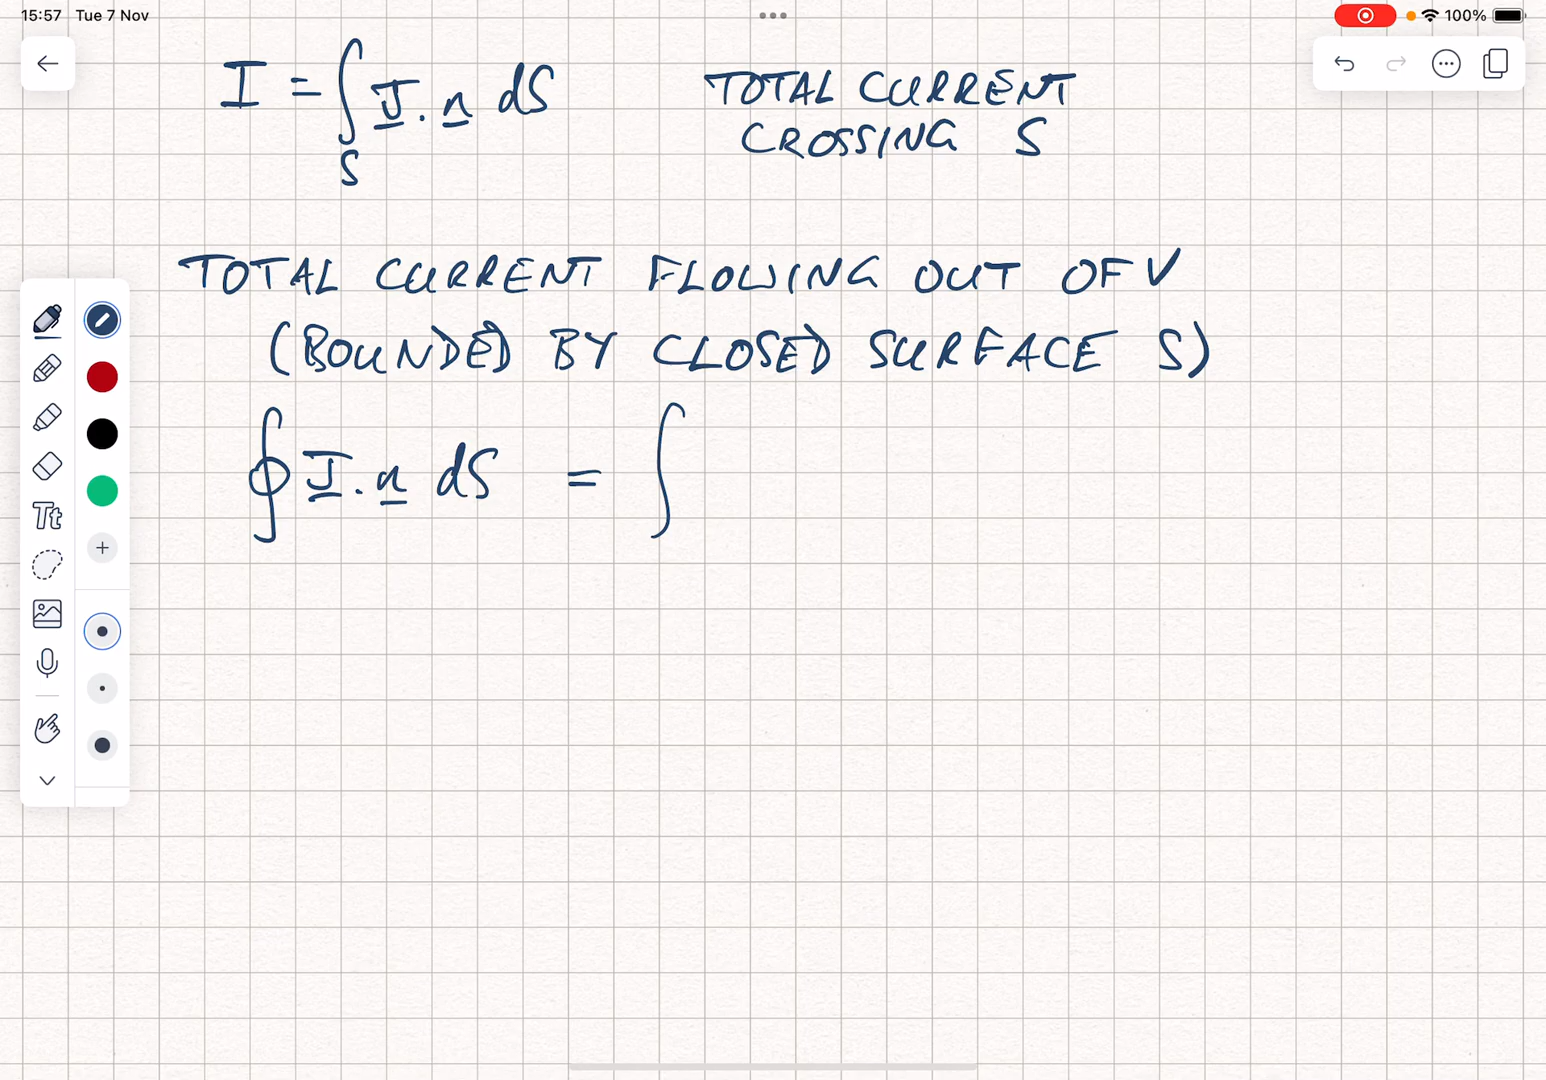 15:57 Tue 7 Nov
100%
I = ∫_S J̲ . n̲ dS
TOTAL CURRENT
CROSSING S
TOTAL CURRENT FLOWING OUT OF V
(BOUNDED BY CLOSED SURFACE S)
∮ J̲ . n̲ dS = ∫
Tt